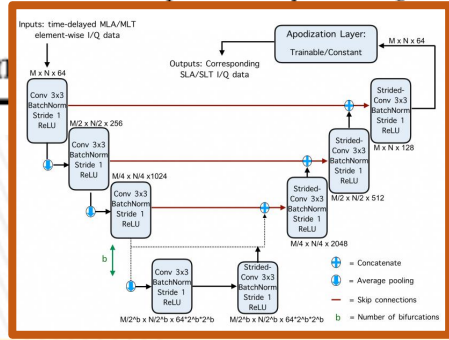 Inputs: time-delayed MLA/MLT
element-wise I/Q data
M x N x 64
Outputs: Corresponding
SLA/SLT I/Q data
Apodization Layer:
Trainable/Constant
M x N x 64
Conv 3x3
BatchNorm
Stride 1
ReLU
M/2 x N/2 x 256
Conv 3x3
BatchNorm
Stride 1
ReLU
M/4 x N/4 x1024
Conv 3x3
BatchNorm
Stride 1
ReLU
b
Conv 3x3
BatchNorm
Stride 1
ReLU
M/2^b x N/2^b x 64*2^b*2^b
Strided-
Conv 3x3
BatchNorm
Stride 1
ReLU
M/2^b x N/2^b x 64*2^b*2^b
Strided-
Conv 3x3
BatchNorm
Stride 1
ReLU
M/4 x N/4 x 2048
Strided-
Conv 3x3
BatchNorm
Stride 1
ReLU
M/2 x N/2 x 512
Strided-
Conv 3x3
BatchNorm
Stride 1
ReLU
M x N x 128
= Concatenate
= Average pooling
= Skip connections
b = Number of bifurcations